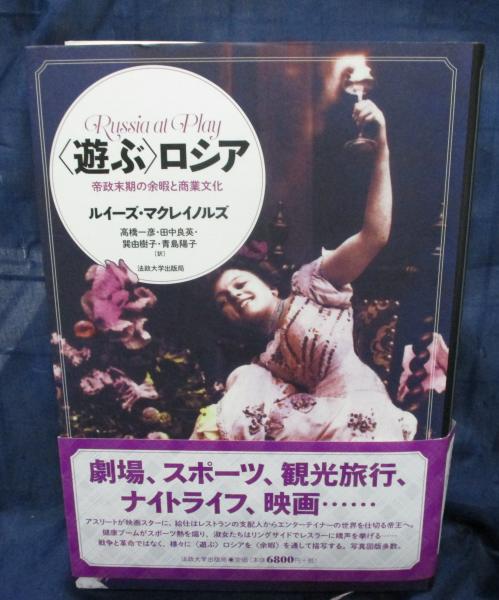 Russia at Play
〈遊ぶ〉ロシア
帝政末期の余暇と商業文化
ルイーズ・マクレイノルズ
高橋一彦・田中良英・
巽由樹子・青島陽子
〔訳〕
法政大学出版局
劇場、スポーツ、観光旅行、
ナイトライフ、映画……
アスリートが映画スターに、給仕はレストランの支配人からエンターテイナーの世界を仕切る帝王へ。
健康ブームがスポーツ熱を煽り、淑女たちはリングサイドでレスラーに嬌声を挙げる……
戦争と革命ではなく、様々に〈遊ぶ〉ロシアを〈余暇〉を通して描写する。写真図版多数。
法政大学出版局●定価（本体6800円+税）